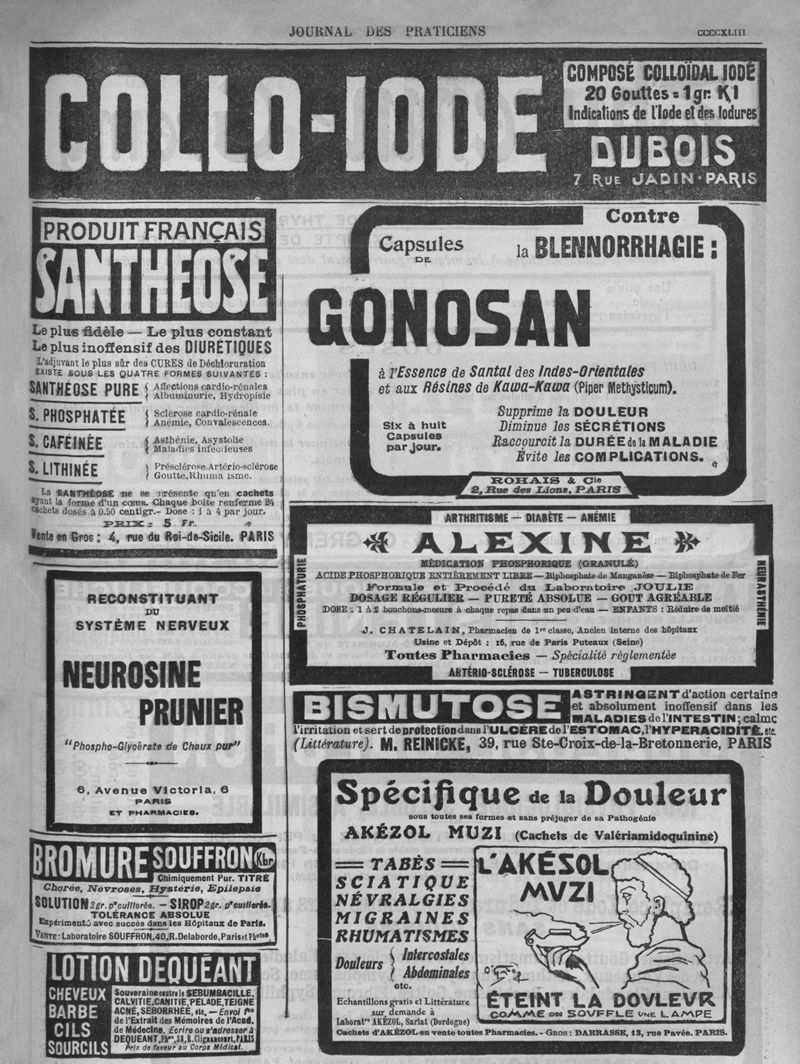 JOURNAL DES PRATICIENS
CCCCXLIII
COLLO-IODE
COMPOSÉ COLLOÏDAL IODÉ
20 Gouttes = 1 gr. KI
Indications de l'Iode et des Iodures
DUBOIS
7 RUE JADIN-PARIS
PRODUIT FRANÇAIS
SANTHEOSE
Le plus fidèle — Le plus constant
Le plus inoffensif des DIURÉTIQUES
L'adjuvant le plus sûr des CURES de Déchloruration
EXISTE SOUS LES QUATRE FORMES SUIVANTES :
SANTHÉOSE PURE { Affections cardio-rénales
Albuminurie, Hydropisie
S. PHOSPHATÉE { Sclérose cardio-rénale
Anémie, Convalescences.
S. CAFÉINÉE { Asthénie, Asystolie
Maladies infectieuses
S. LITHINÉE } Présclérose, Artério-sclérose
Goutte, Rhumatisme.
La SANTHÉOSE ne se présente qu'en cachets
ayant la forme d'un cœur. Chaque boîte renferme 24
cachets dosés à 0.50 centigr. - Dose : 1 à 4 par jour.
PRIX : 5 Fr.
Vente en Gros : 4, rue du Roi-de-Sicile. PARIS
Contre
Capsules
DE
la BLENNORRHAGIE :
GONOSAN
à l'Essence de Santal des Indes-Orientales
et aux Résines de Kawa-Kawa (Piper Methysticum).
Six à huit
Capsules
par jour.
Supprime la DOULEUR
Diminue les SÉCRÉTIONS
Raccourcit la DURÉE de la MALADIE
Évite les COMPLICATIONS.
ROHAIS & Cie
2, Rue des Lions, PARIS
ARTHRITISME — DIABÈTE — ANÉMIE
PHOSPHATURIE
NEURASTHÉNIE
ALEXINE
MÉDICATION PHOSPHORIQUE (GRANULÉ)
ACIDE PHOSPHORIQUE ENTIÈREMENT LIBRE — Biphosphate de Manganèse — Biphosphate de Fer
Formule et Procédé du Laboratoire JOULIE
DOSAGE RÉGULIER — PURETÉ ABSOLUE — GOUT AGRÉABLE
DOSE : 1 à 2 bouchons-mesure à chaque repas dans un peu d'eau — ENFANTS : Réduire de moitié
J. CHATELAIN, Pharmacien de 1re classe, Ancien interne des hôpitaux
Usine et Dépôt : 16, rue de Paris Puteaux (Seine)
Toutes Pharmacies — Spécialité réglementée
ARTÉRIO-SCLÉROSE — TUBERCULOSE
RECONSTITUANT
DU
SYSTÈME NERVEUX
NEUROSINE
PRUNIER
"Phospho-Glycérate de Chaux pur"
6, Avenue Victoria, 6
PARIS
ET PHARMACIES.
BISMUTOSE
ASTRINGENT d'action certaine
et absolument inoffensif dans les
MALADIES de l'INTESTIN; calme
l'irritation et sert de protection dans l'ULCÈRE de l'ESTOMAC, l'HYPERACIDITÉ, etc.
(Littérature). M. REINICKE, 39, rue Ste-Croix-de-la-Bretonnerie, PARIS
BROMURE SOUFFRON Kbr
Chimiquement Pur. TITRÉ
Chorée, Névroses, Hystérie, Epilepsie
SOLUTION 2gr. pr cuillerée. — SIROP 2gr. pr cuillerée.
TOLÉRANCE ABSOLUE
Expérimenté avec succès dans les Hôpitaux de Paris.
VENTE: Laboratoire SOUFFRON, 40, R. Delaborde, Paris et Phcies
LOTION DEQUÉANT
CHEVEUX
BARBE
CILS
SOURCILS
Souveraine contre le SEBUMBACILLE,
CALVITIE, CANITIE, PELADE, TEIGNE
ACNÉ, SÉBORRHÉE, etc. — Envoi fco
de l'Extrait des Mémoires de l'Acad.
de Médecine. Ecrire ou s'adresser à
DEQUÉANT, Phen, 38, R. Clignancourt, PARIS
Prix de faveur au Corps Médical.
Spécifique de la Douleur
sous toutes ses formes et sans préjuger de sa Pathogénie
AKÉZOL MUZI (Cachets de Valériamidoquinine)
= TABÈS =
SCIATIQUE
NÉVRALGIES
MIGRAINES
RHUMATISMES
Douleurs { Intercostales
Abdominales
etc.
Echantillons gratis et Littérature
sur demande à
Laborat're AKÉZOL, Sarlat (Dordogne)
L'AKÉSOL
MVZI
ÉTEINT LA DOVLEVR
COMME ON SOUFFLE UNE LAMPE
Cachets d'AKÉZOL en vente toutes Pharmacies. - GROS : DARRASSE, 13, rue Pavée. PARIS.